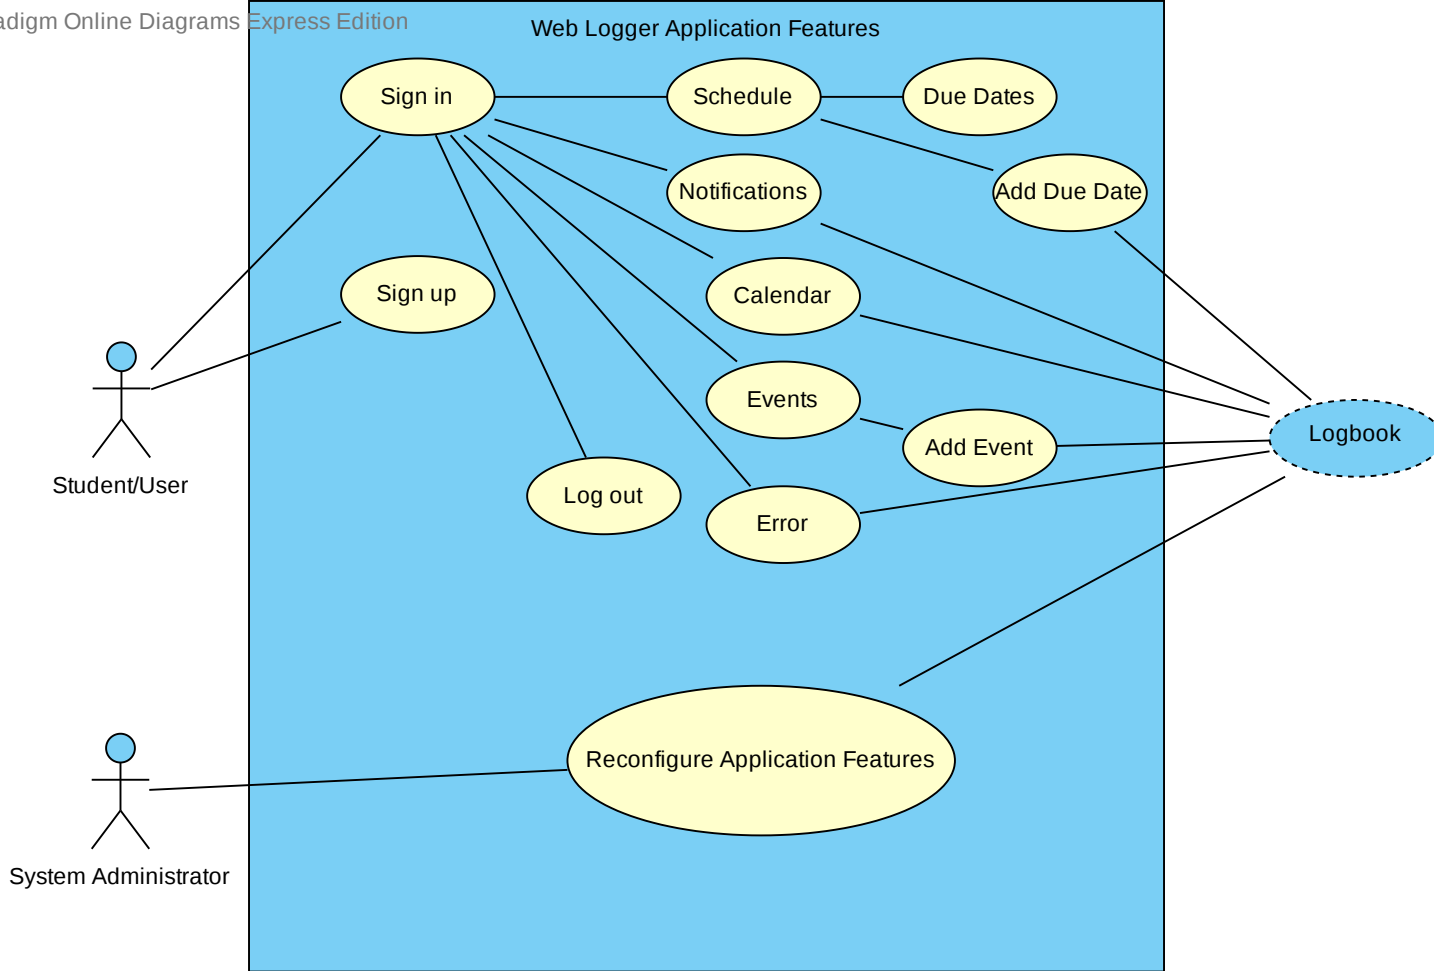 adigm Online Diagrams Express Edition
Web Logger Application Features
Sign in
Schedule
Due Dates
Notifications
Add Due Date
Sign up
Calendar
Events
Logbook
Add Event
Student/User
Log out
Error
Reconfigure Application Features
System Administrator